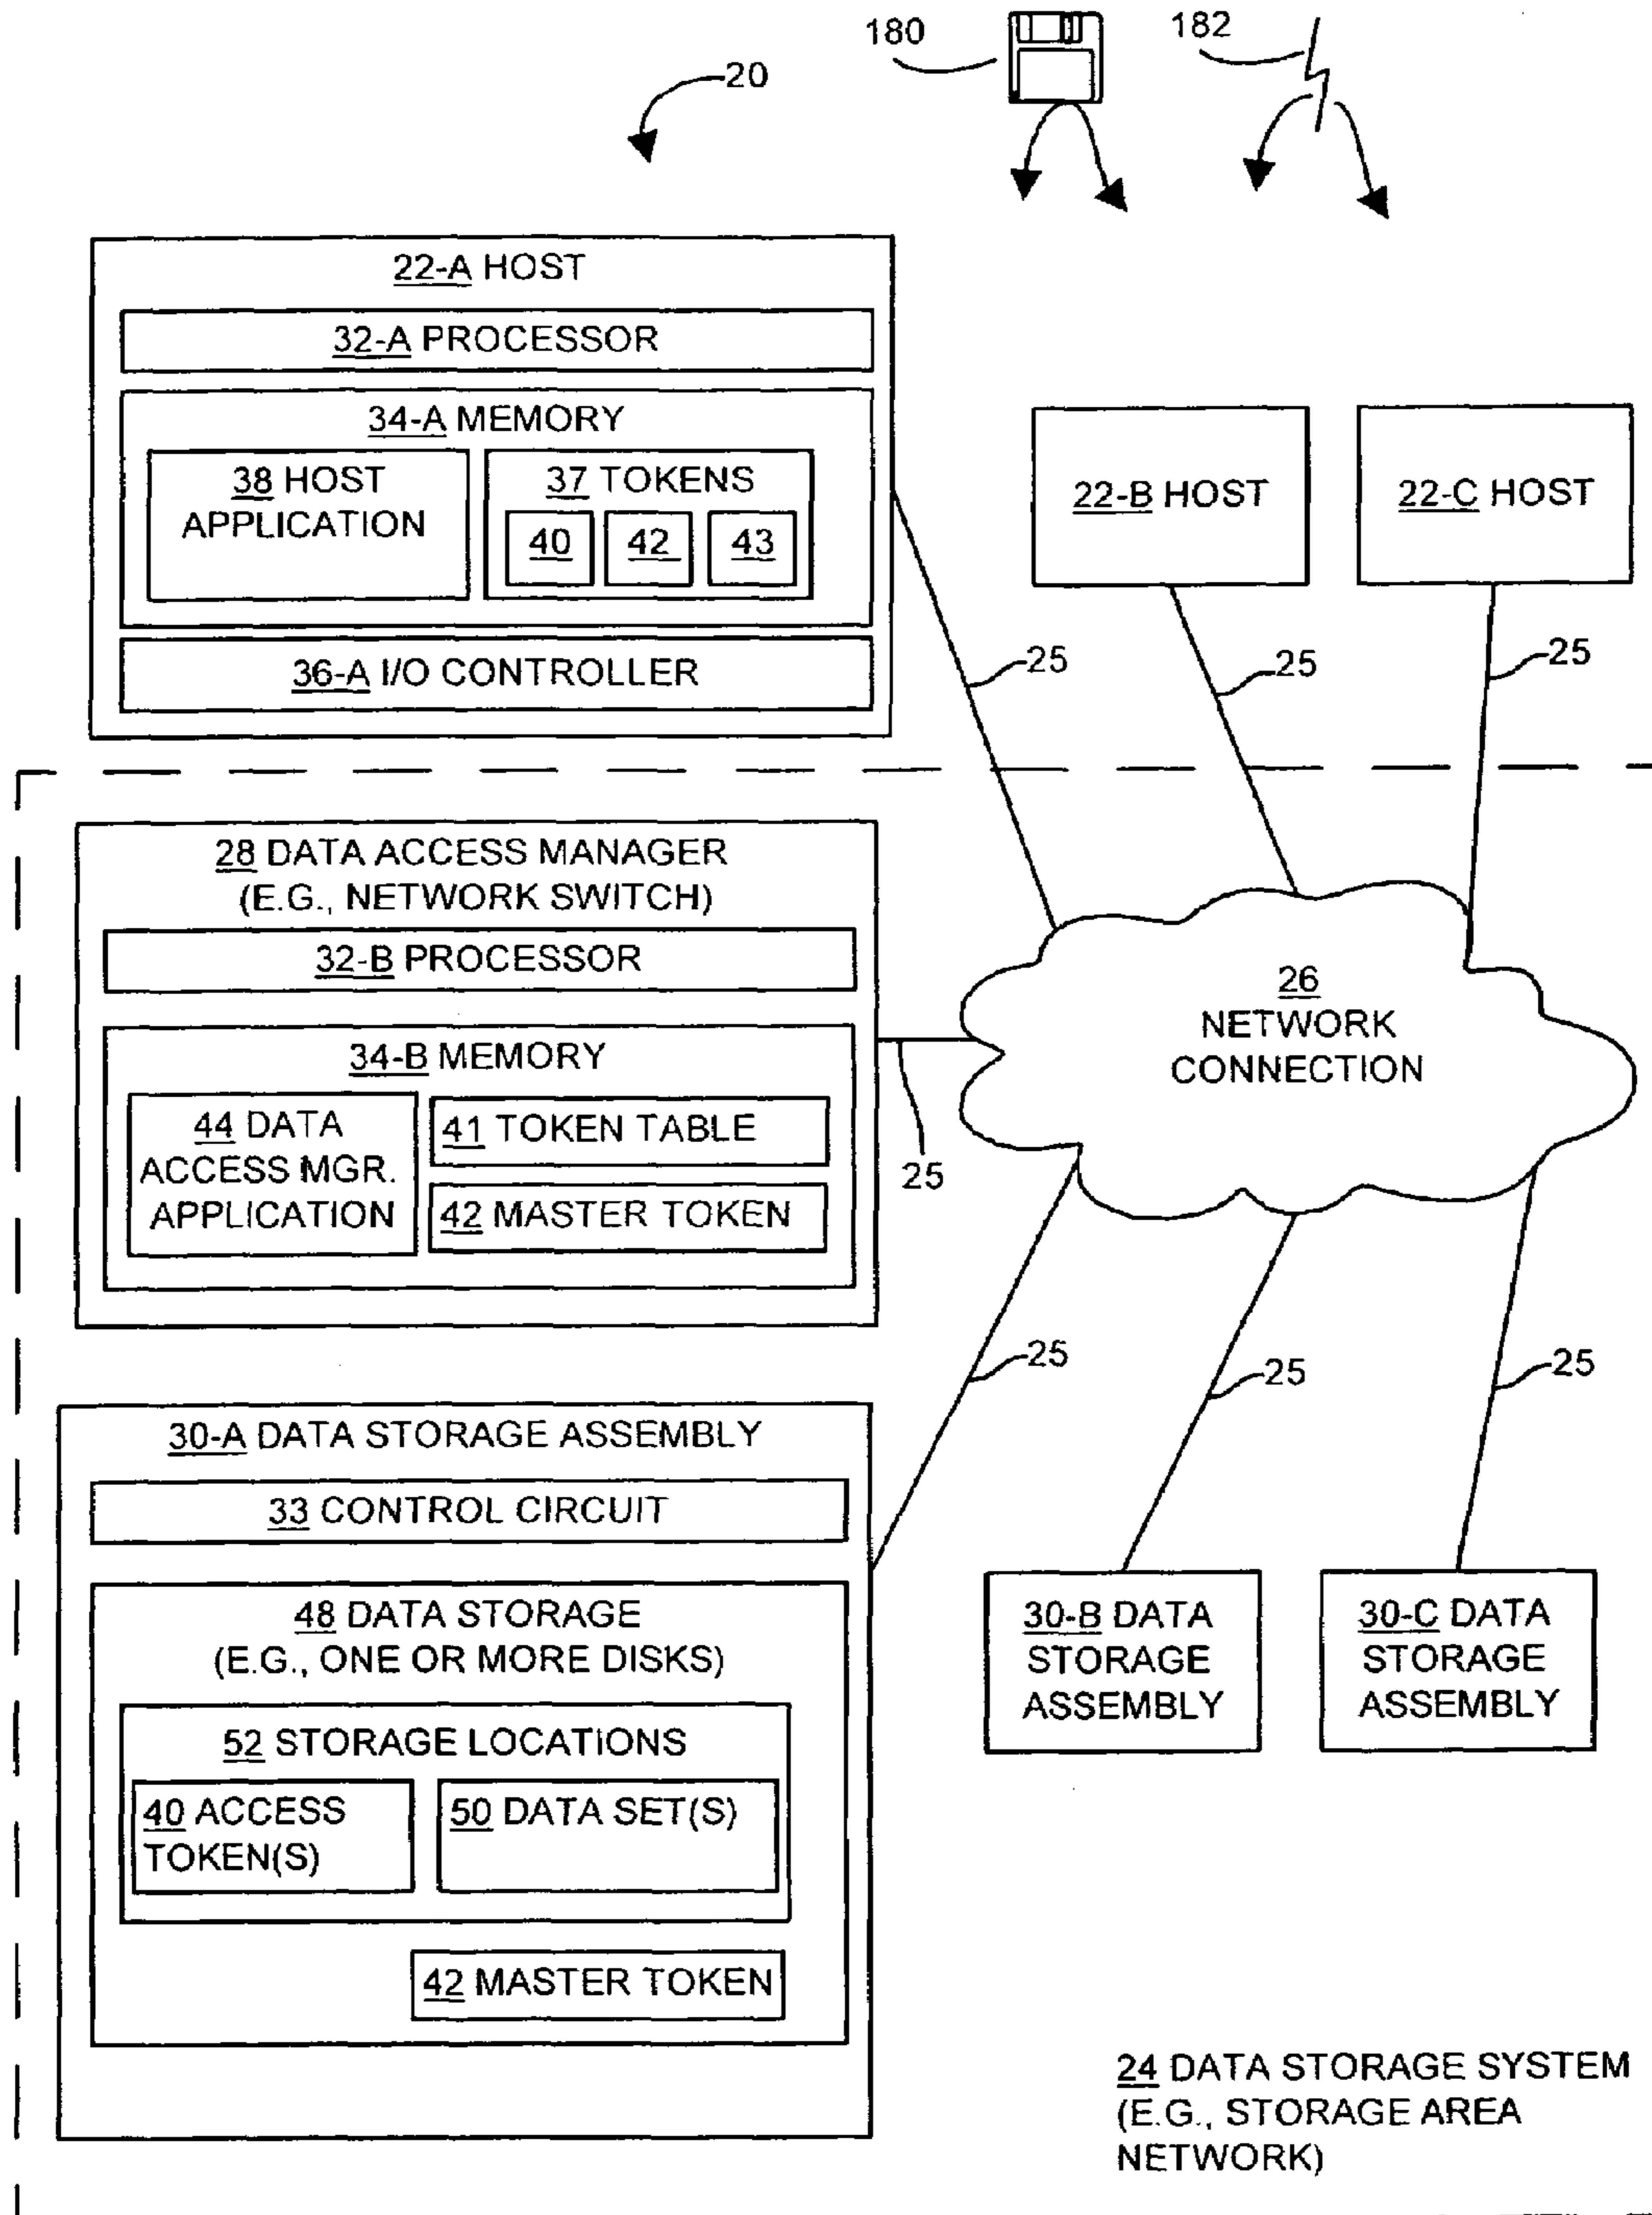 180
182
20
22-A HOST
32-A PROCESSOR
34-A MEMORY
38 HOST
APPLICATION
37 TOKENS
40 42 43
36-A I/O CONTROLLER
22-B HOST
22-C HOST
25
25
25
28 DATA ACCESS MANAGER
(E.G., NETWORK SWITCH)
32-B PROCESSOR
34-B MEMORY
44 DATA
ACCESS MGR.
APPLICATION
41 TOKEN TABLE
42 MASTER TOKEN
25
26
NETWORK
CONNECTION
25
25
25
30-A DATA STORAGE ASSEMBLY
33 CONTROL CIRCUIT
48 DATA STORAGE
(E.G., ONE OR MORE DISKS)
52 STORAGE LOCATIONS
40 ACCESS
TOKEN(S)
50 DATA SET(S)
42 MASTER TOKEN
30-B DATA
STORAGE
ASSEMBLY
30-C DATA
STORAGE
ASSEMBLY
24 DATA STORAGE SYSTEM
(E.G., STORAGE AREA
NETWORK)